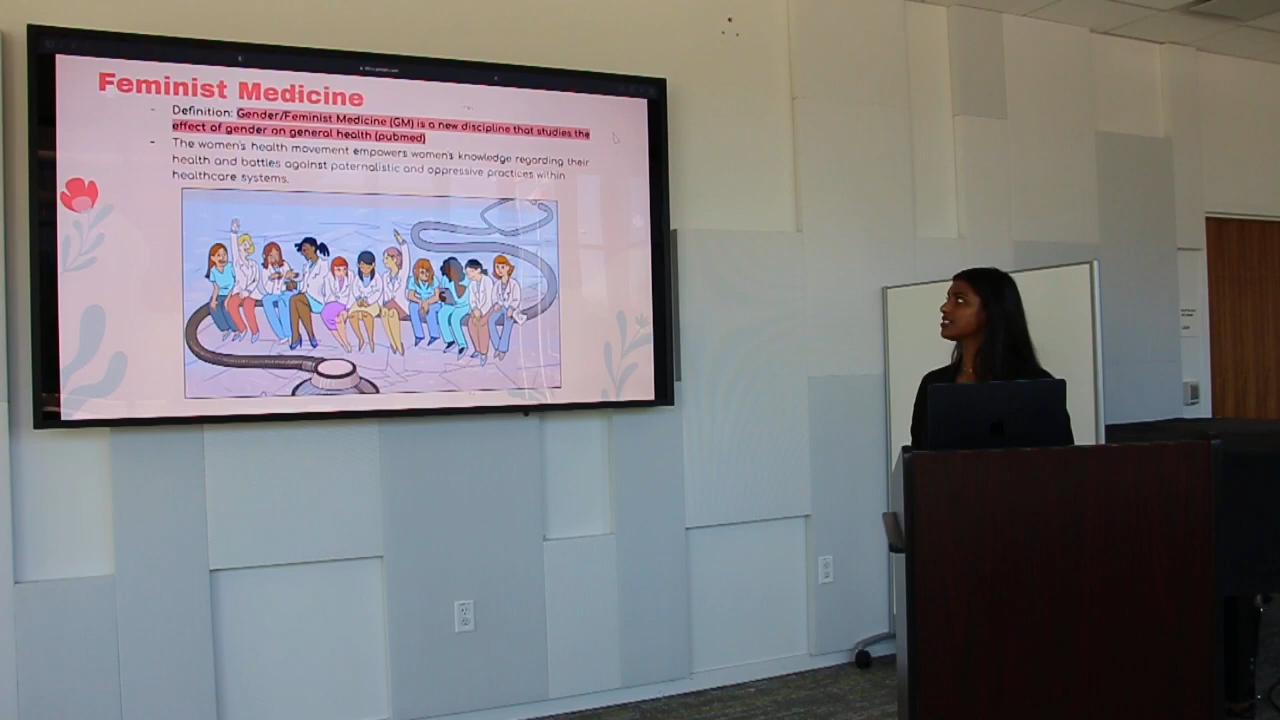 Feminist Medicine
- Definition: Gender/Feminist Medicine (GM) is a new discipline that studies the
effect of gender on general health (pubmed)
- The women's health movement empowers women's knowledge regarding their
health and battles against paternalistic and oppressive practices within
healthcare systems.